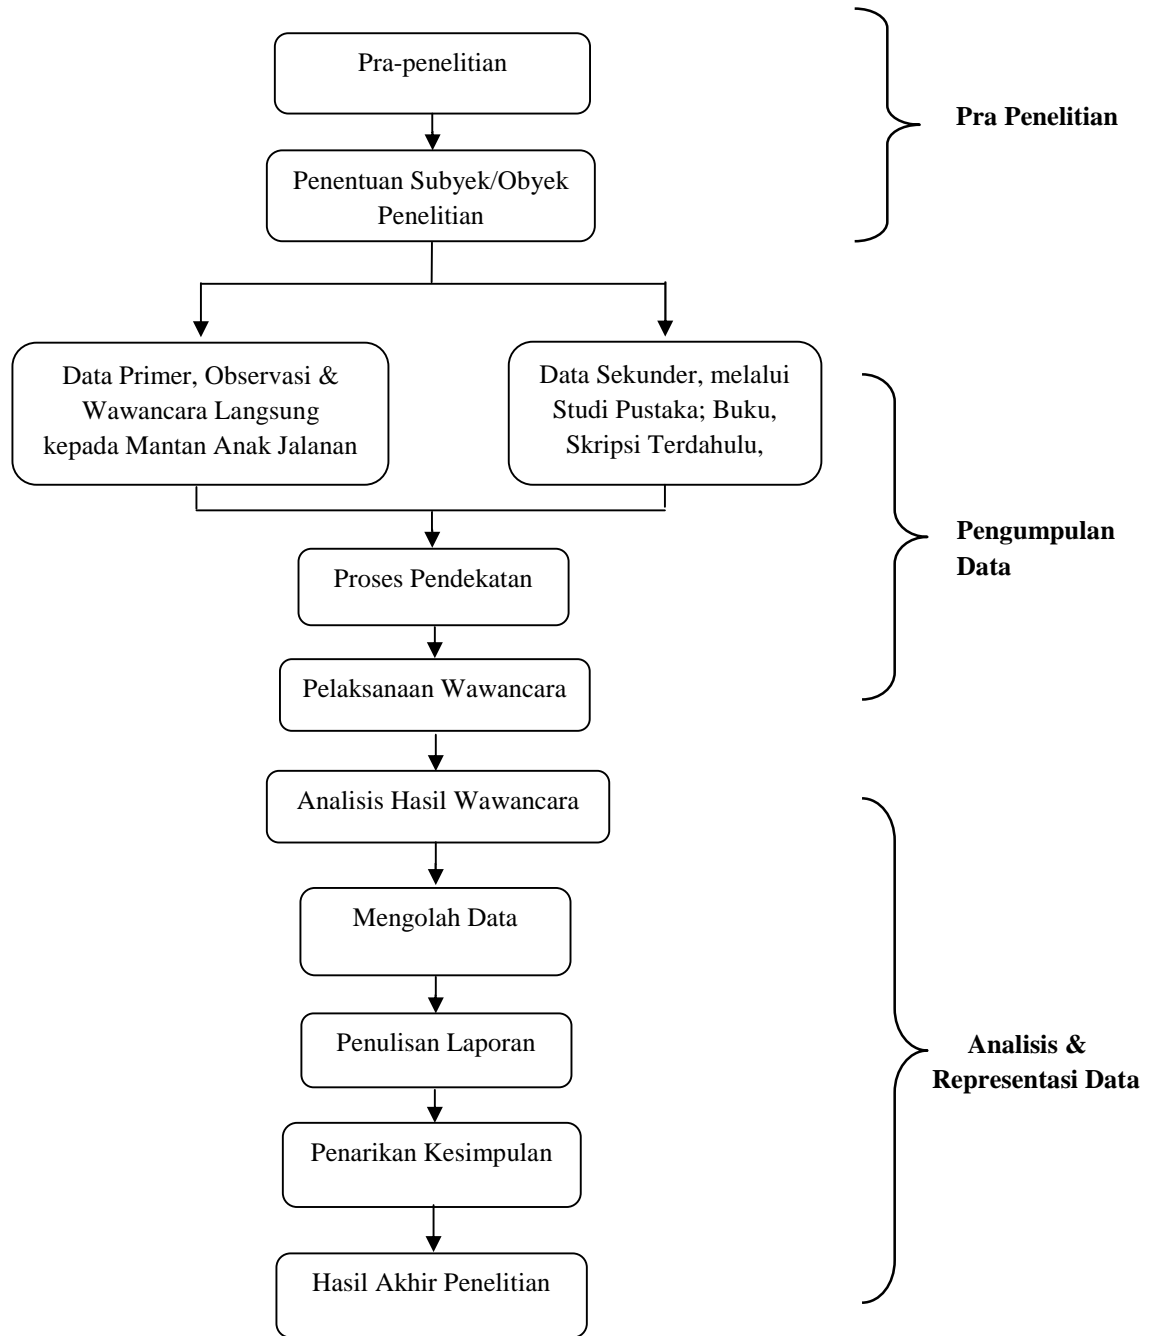 Pra-penelitian
Pra Penelitian
Penentuan Subyek/Obyek
Penelitian
Data Primer, Observasi &
Wawancara Langsung
kepada Mantan Anak Jalanan
Data Sekunder, melalui
Studi Pustaka; Buku,
Skripsi Terdahulu,
Pengumpulan
Data
Proses Pendekatan
Pelaksanaan Wawancara
Analisis Hasil Wawancara
Mengolah Data
Penulisan Laporan
Analisis &
Representasi Data
Penarikan Kesimpulan
Hasil Akhir Penelitian